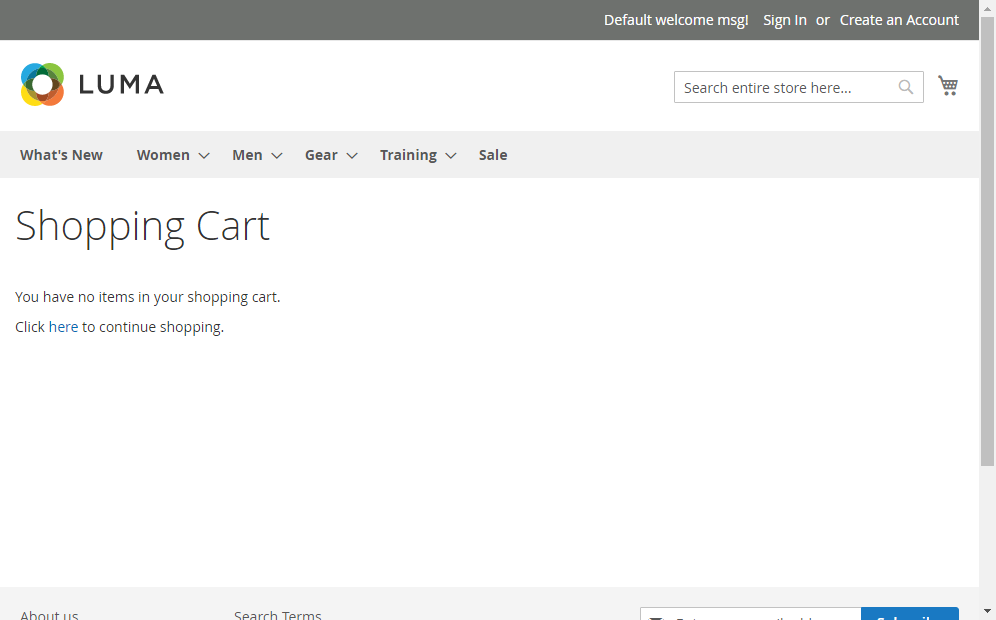 Default welcome msg! Sign In or Create an Account
LUMA
Search entire store here...
What's New Women Men Gear Training Sale
Shopping Cart
You have no items in your shopping cart.
Click here to continue shopping.
About us Search Terms